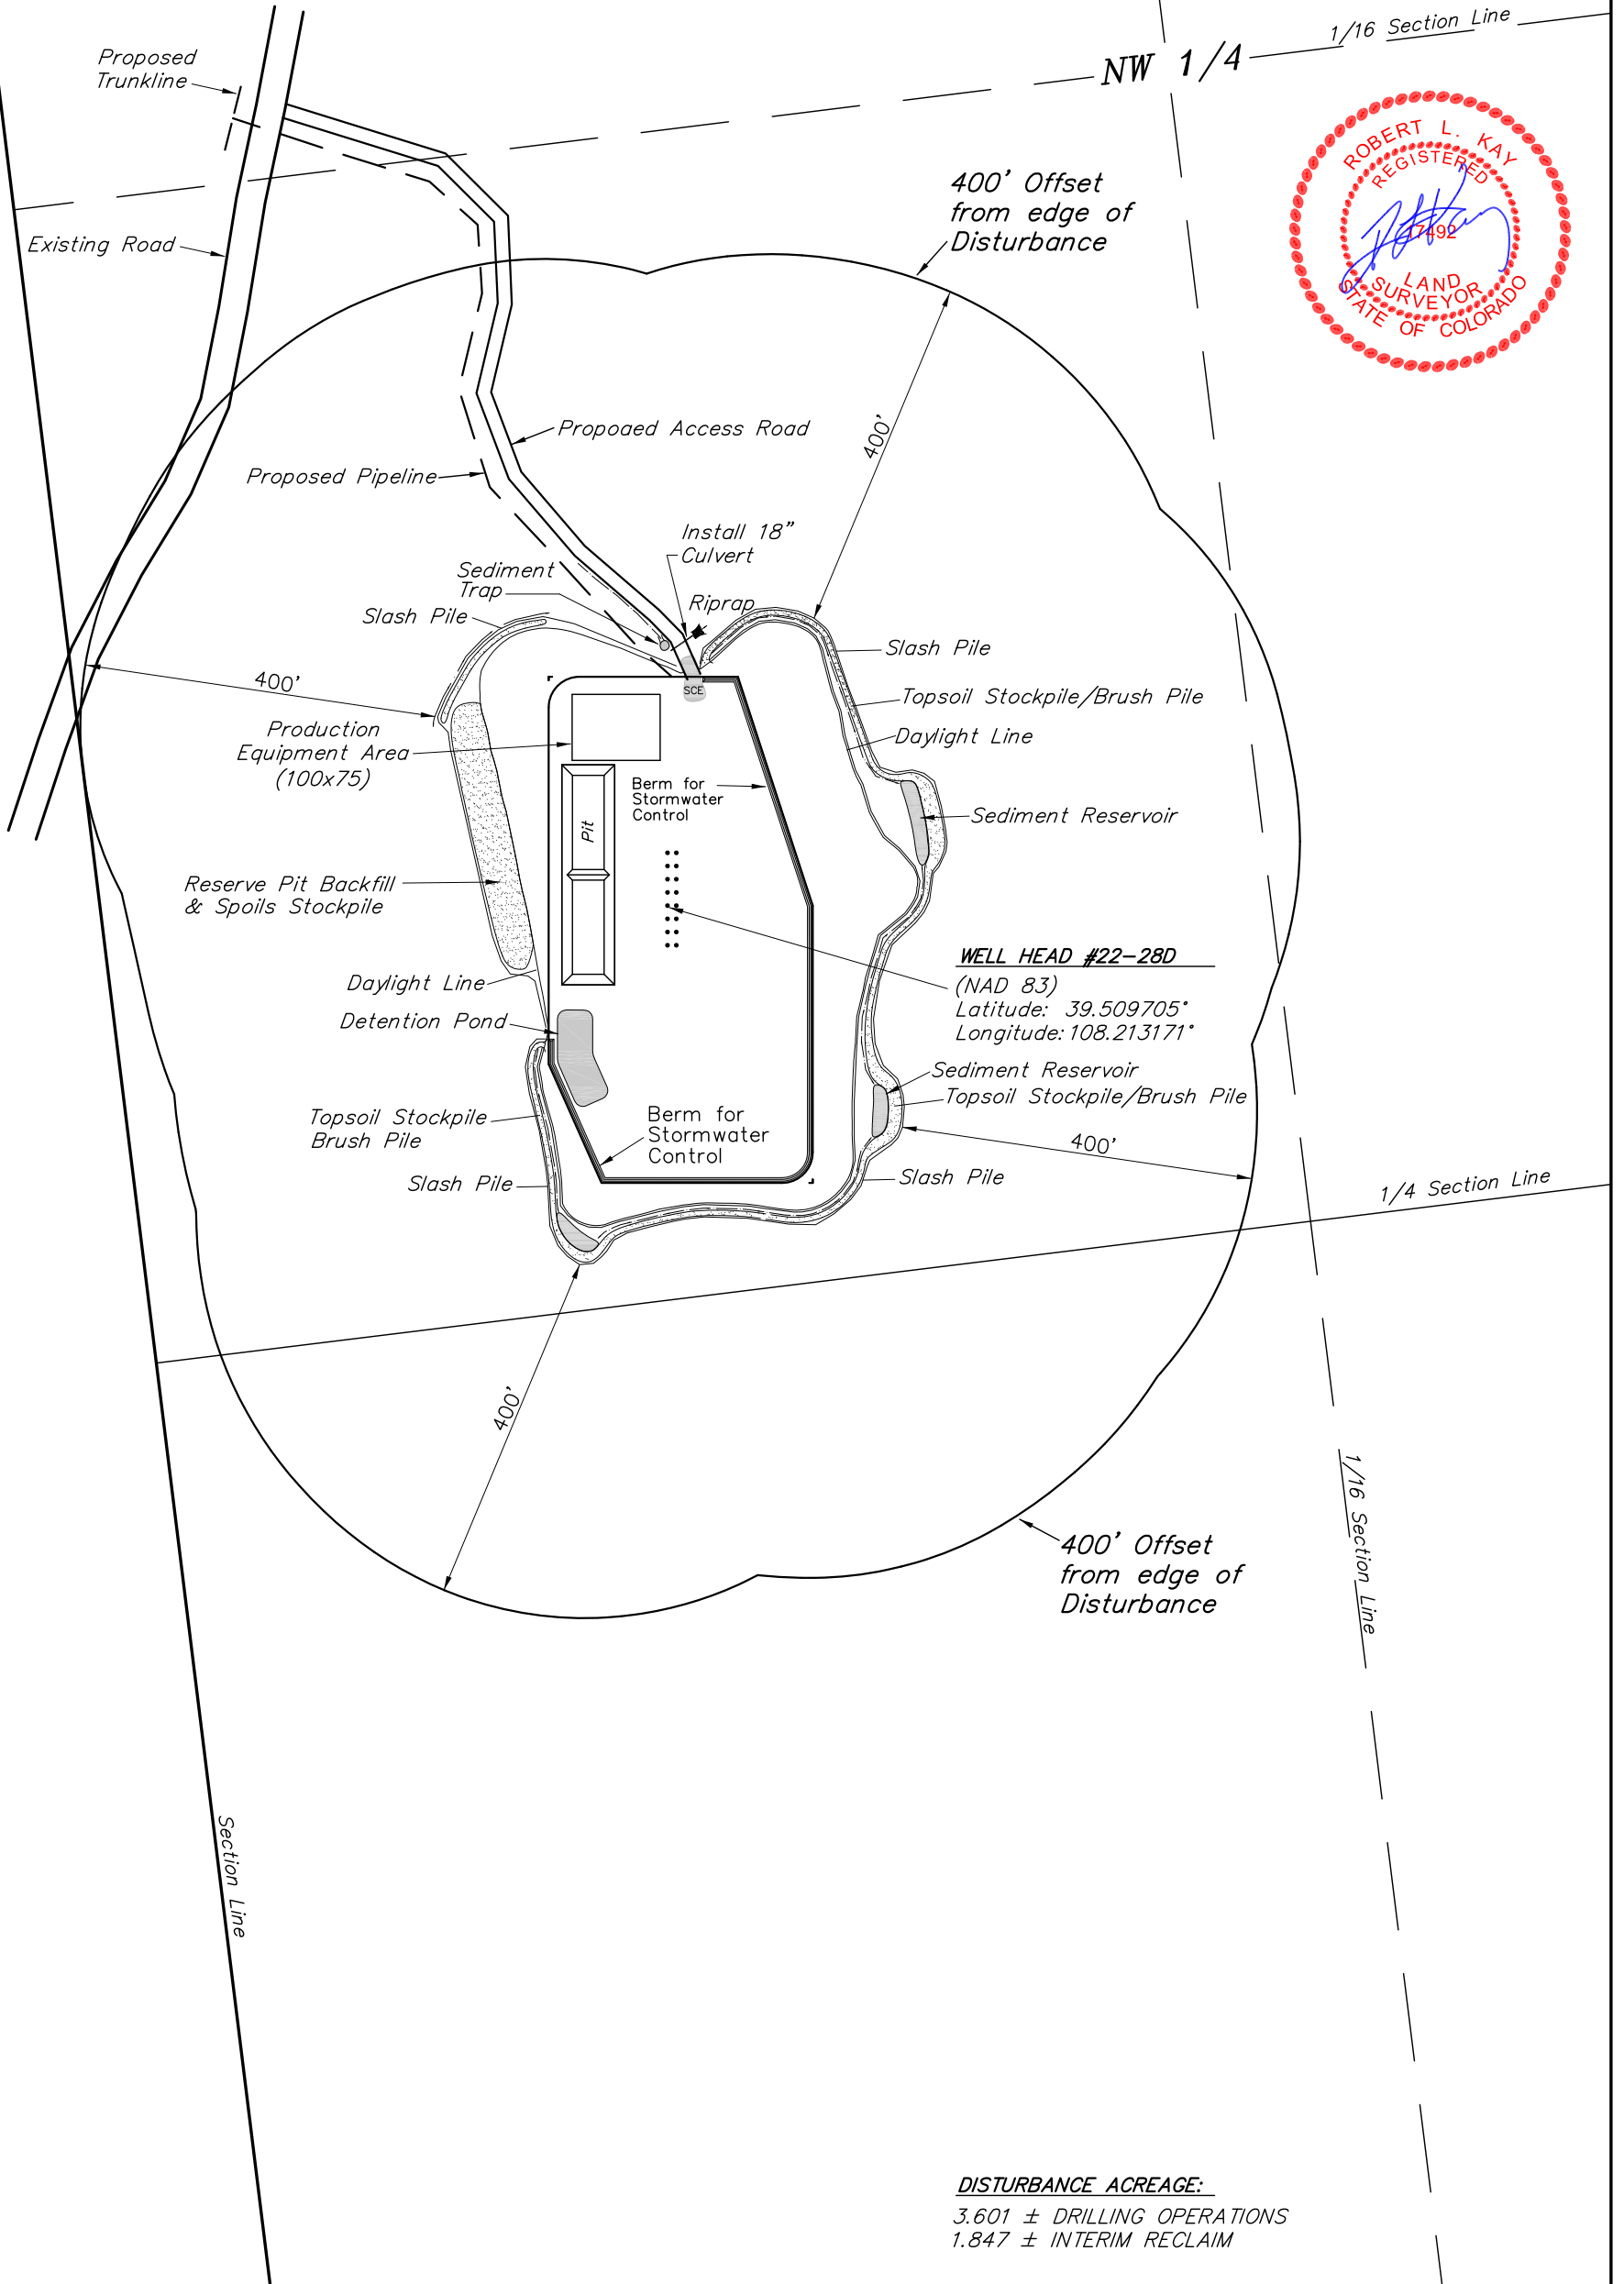 1/16 Section Line
NW 1/4
Proposed
Trunkline
ROBERT L. KAY
REGISTERED
17492
LAND
SURVEYOR
STATE OF COLORADO
400' Offset
from edge of
Disturbance
Existing Road
Propoaed Access Road
400'
Proposed Pipeline
Install 18"
Culvert
Sediment
Trap
Riprap
Slash Pile
Slash Pile
400'
SCE
Topsoil Stockpile/Brush Pile
Production
Equipment Area
(100x75)
Daylight Line
Berm for
Stormwater
Control
Sediment Reservoir
Pit
Reserve Pit Backfill
& Spoils Stockpile
WELL HEAD #22-28D
(NAD 83)
Latitude: 39.509705°
Longitude: 108.213171°
Daylight Line
Detention Pond
Sediment Reservoir
Topsoil Stockpile/Brush Pile
Topsoil Stockpile
Brush Pile
Berm for
Stormwater
Control
400'
Slash Pile
Slash Pile
1/4 Section Line
400'
1/16 Section Line
400' Offset
from edge of
Disturbance
Section Line
DISTURBANCE ACREAGE:
3.601 ± DRILLING OPERATIONS
1.847 ± INTERIM RECLAIM